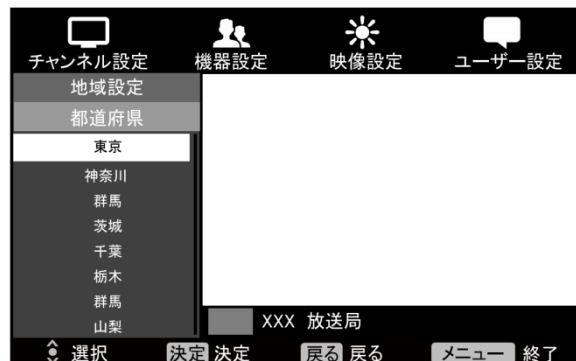 チャンネル設定 機器設定 映像設定 ユーザー設定
地域設定
都道府県
東京
神奈川
群馬
茨城
千葉
栃木
群馬
山梨
XXX 放送局
選択 決定 決定 戻る 戻る メニュー 終了